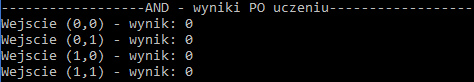 ------------------AND - wyniki PO uczeniu------------------
Wejscie (0,0) - wynik: 0
Wejscie (0,1) - wynik: 0
Wejscie (1,0) - wynik: 0
Wejscie (1,1) - wynik: 0